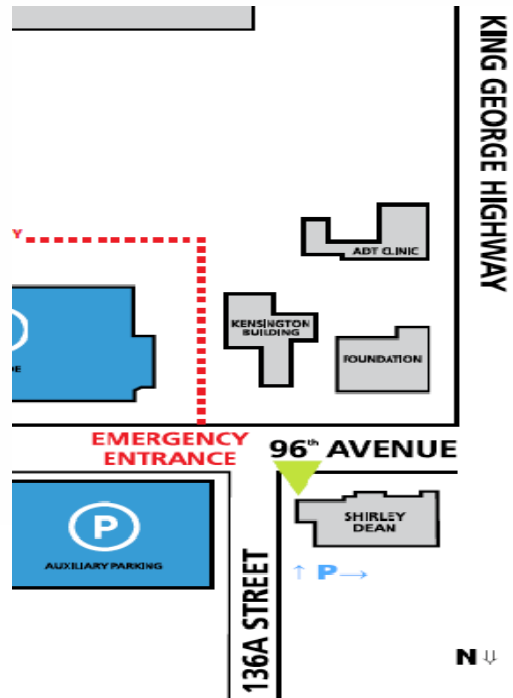 KING GEORGE HIGHWAY
ADT CLINIC
KENSINGTON
BUILDING
FOUNDATION
EMERGENCY
ENTRANCE
96th AVENUE
P
AUXILIARY PARKING
SHIRLEY
DEAN
↑ P→
136A STREET
N⇩